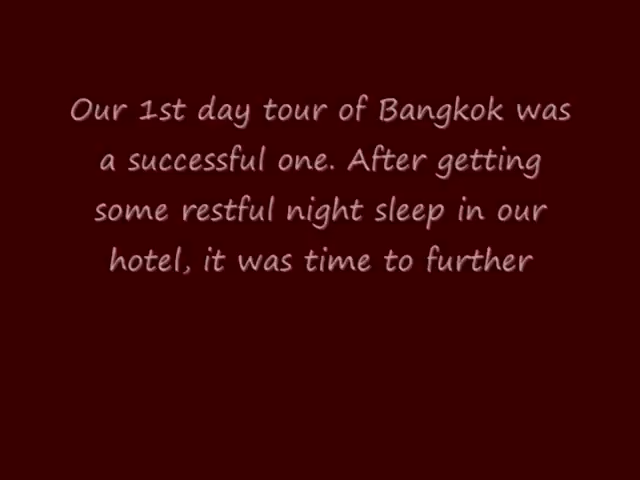 Our 1st day tour of Bangkok was
a successful one. After getting
some restful night sleep in our
hotel, it was time to further